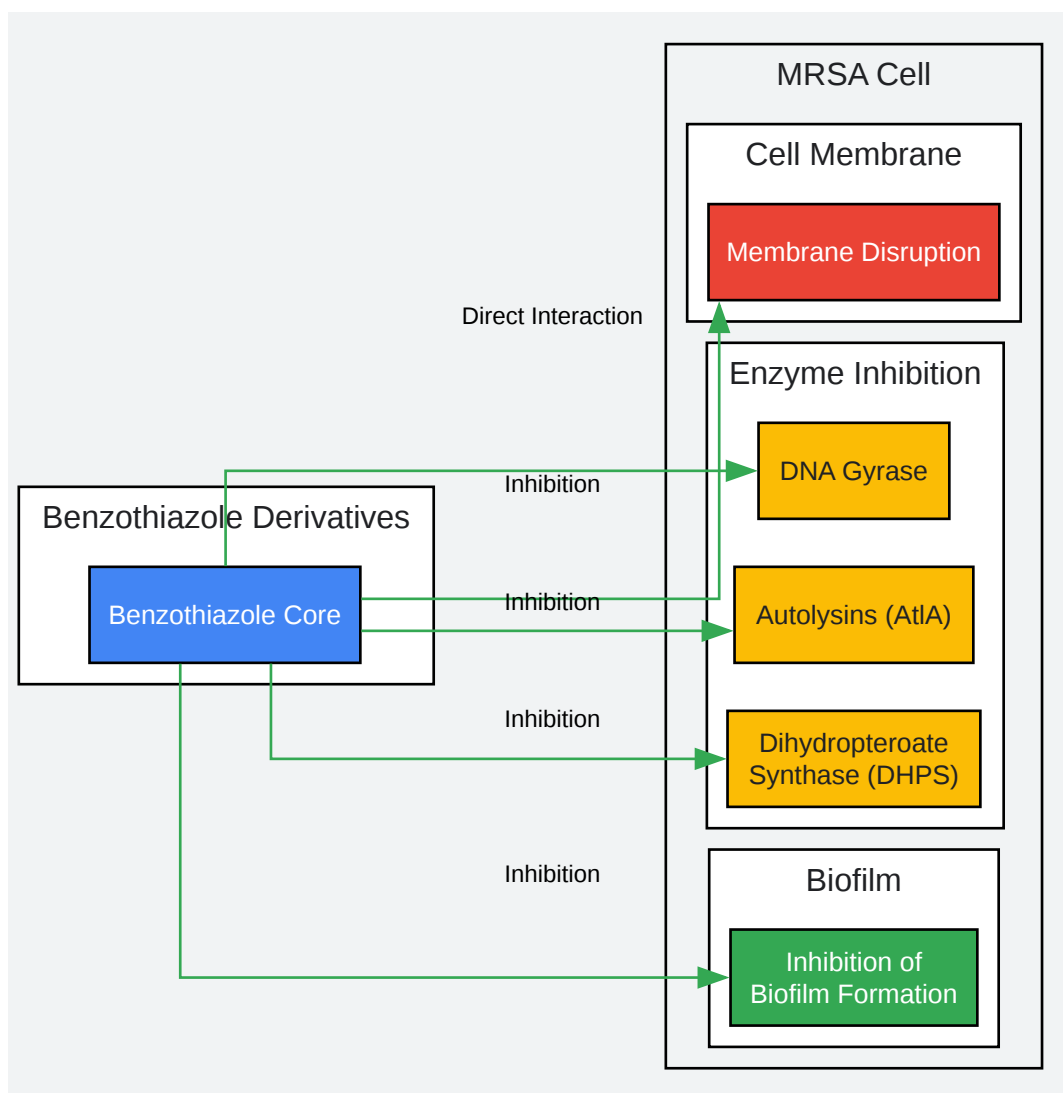 MRSA Cell
Cell Membrane
Membrane Disruption
Direct Interaction
Enzyme Inhibition
DNA Gyrase
Inhibition
Benzothiazole Derivatives
Benzothiazole Core
Inhibition
Autolysins (AtlA)
Inhibition
Dihydropteroate
Synthase (DHPS)
Inhibition
Biofilm
Inhibition of
Biofilm Formation